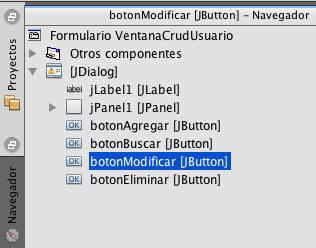 botonModificar [JButton] - Navegador
Formulario VentanaCrudUsuario
Otros componentes
[JDialog]
label jLabel1 [JLabel]
jPanel1 [JPanel]
OK botonAgregar [JButton]
OK botonBuscar [JButton]
OK botonModificar [JButton]
OK botonEliminar [JButton]
Proyectos
Navegador